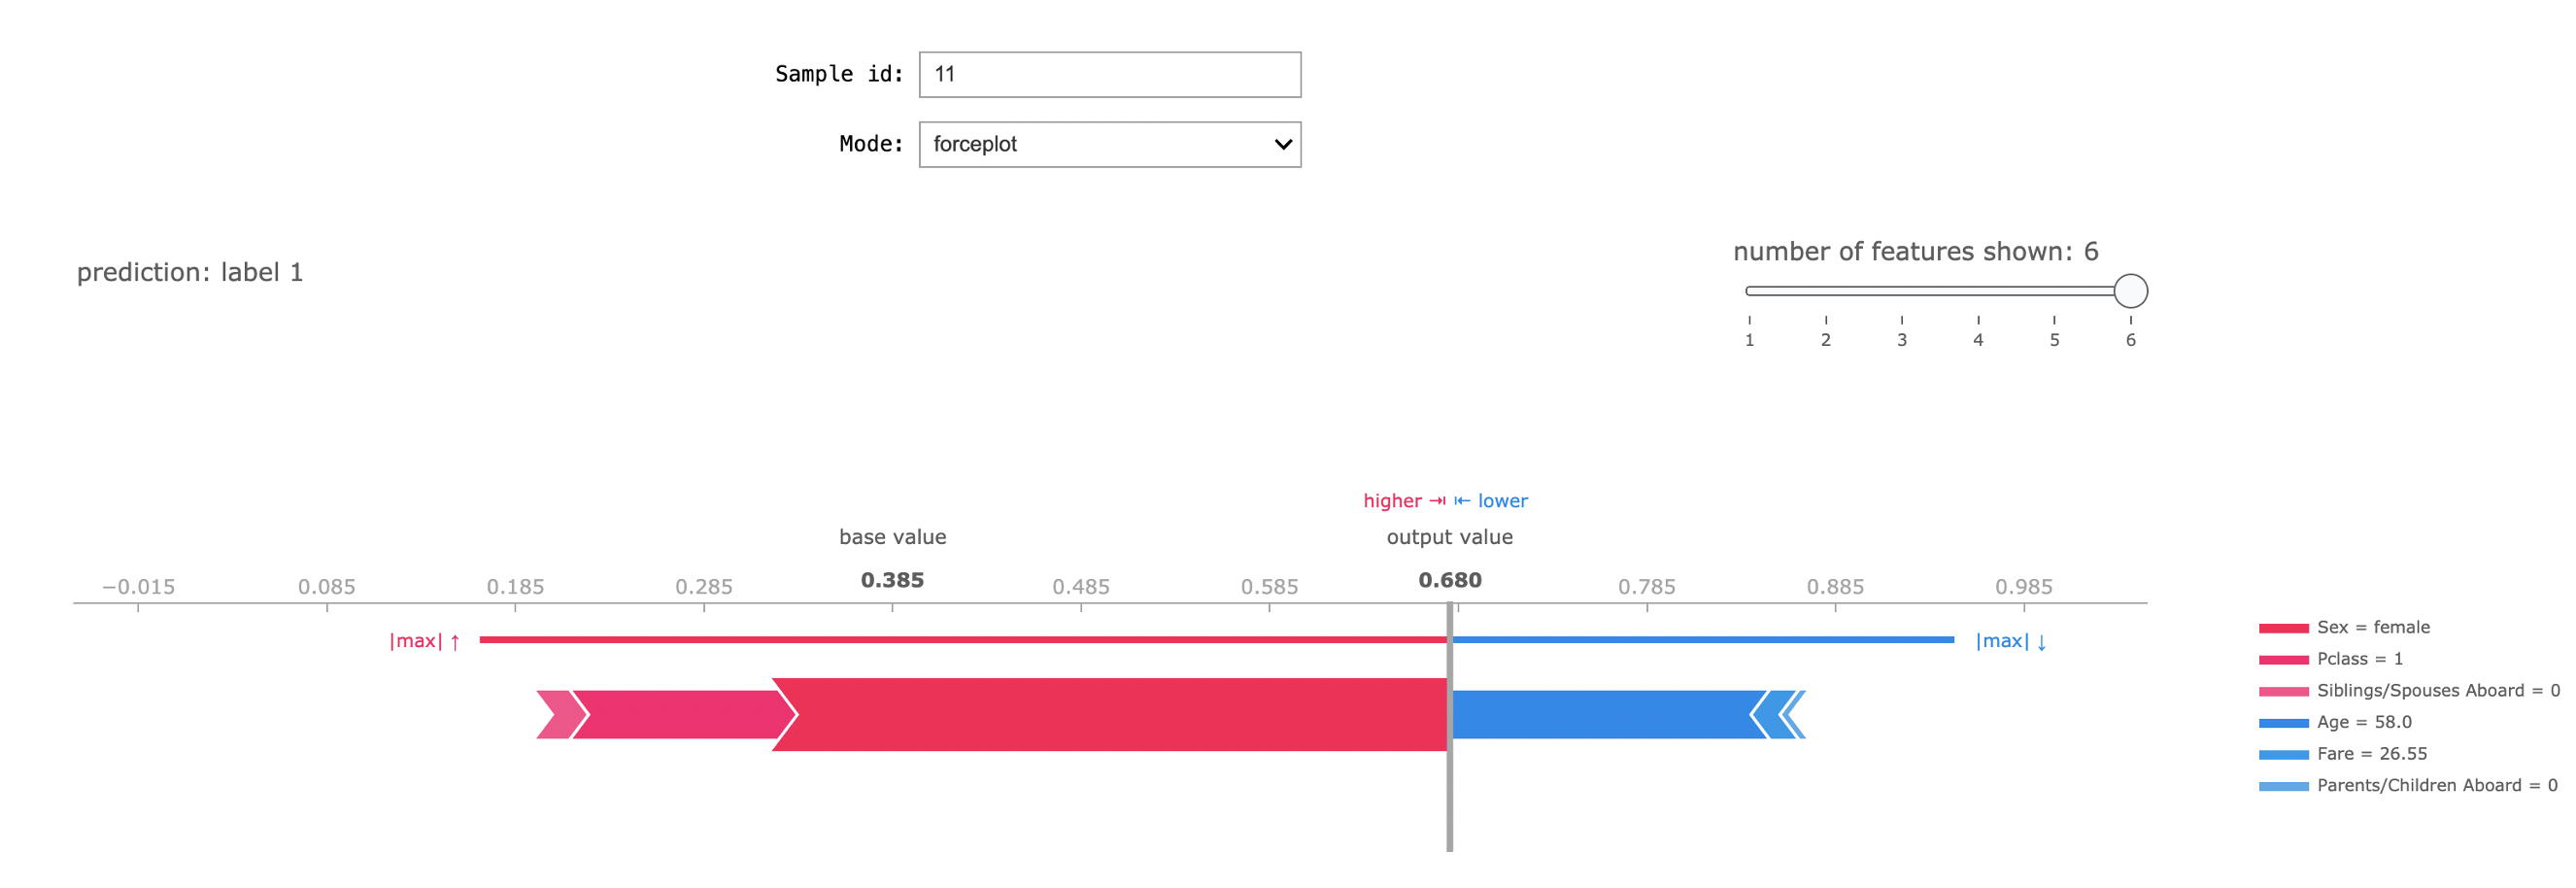 Sample id: 11
Mode: forceplot
prediction: label 1
number of features shown: 6
1 2 3 4 5 6
higher ⇥ ⇤ lower
base value output value
−0.015 0.085 0.185 0.285 0.385 0.485 0.585 0.680 0.785 0.885 0.985
|max| ↑ |max| ↓
Sex = female
Pclass = 1
Siblings/Spouses Aboard = 0
Age = 58.0
Fare = 26.55
Parents/Children Aboard = 0